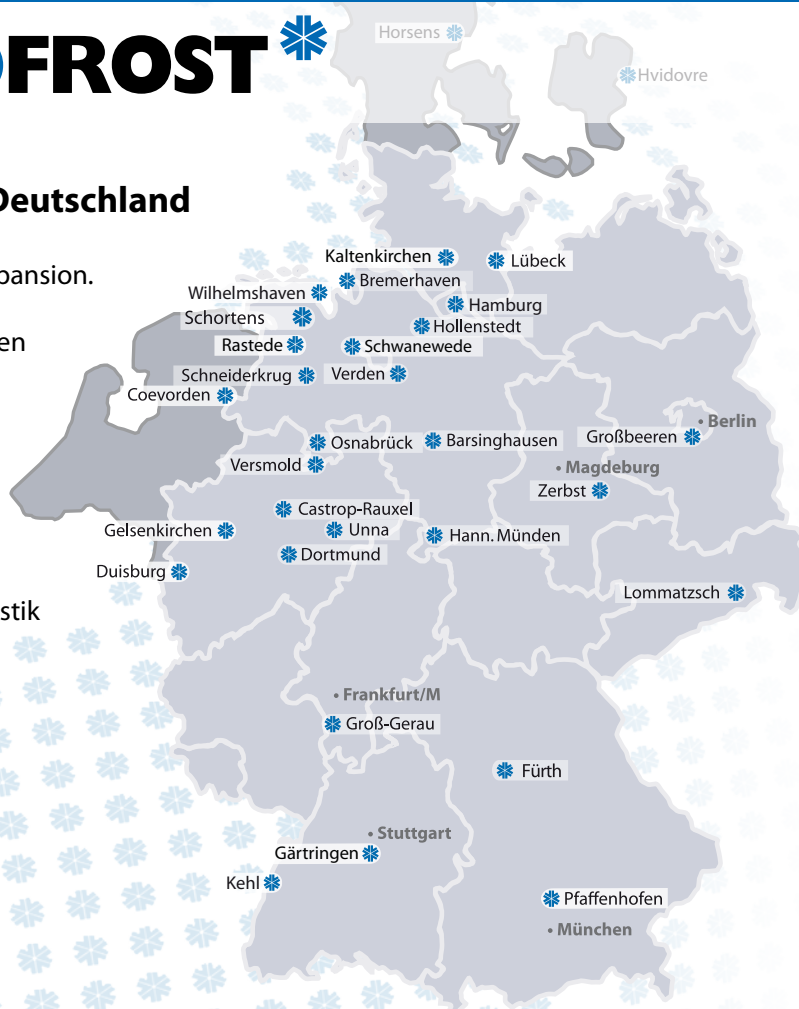 FROST
Horsens
Hvidovre
Deutschland
pansion.
en
stik
Kaltenkirchen
Lübeck
Bremerhaven
Wilhelmshaven
Hamburg
Schortens
Hollenstedt
Rastede
Schwanewede
Schneiderkrug
Verden
Coevorden
• Berlin
Osnabrück
Barsinghausen
Großbeeren
Versmold
• Magdeburg
Zerbst
Castrop-Rauxel
Gelsenkirchen
Unna
Hann. Münden
Dortmund
Duisburg
Lommatzsch
• Frankfurt/M
Groß-Gerau
Fürth
• Stuttgart
Gärtringen
Kehl
Pfaffenhofen
• München